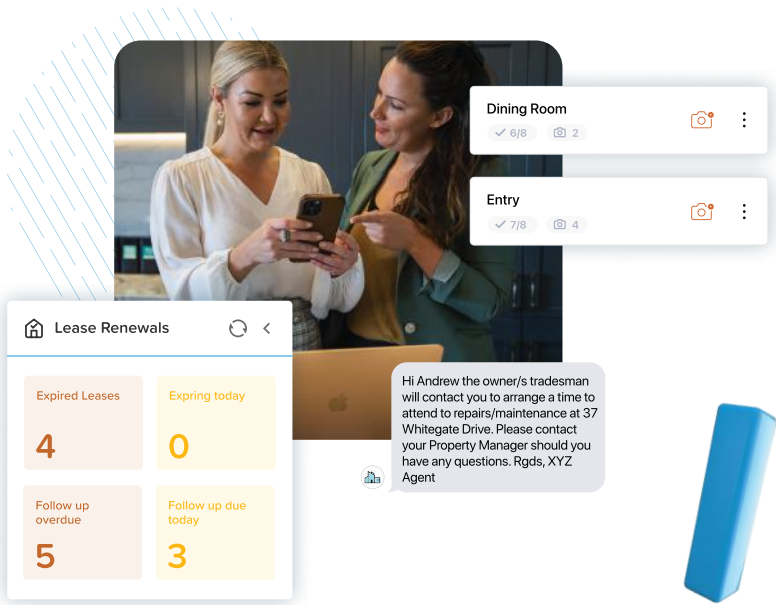 Dining Room
6/8 2
Entry
7/8 4
Lease Renewals
Expired Leases
4
Expring today
0
Follow up
overdue
5
Follow up due
today
3
Hi Andrew the owner/s tradesman
will contact you to arrange a time to
attend to repairs/maintenance at 37
Whitegate Drive. Please contact
your Property Manager should you
have any questions. Rgds, XYZ
Agent